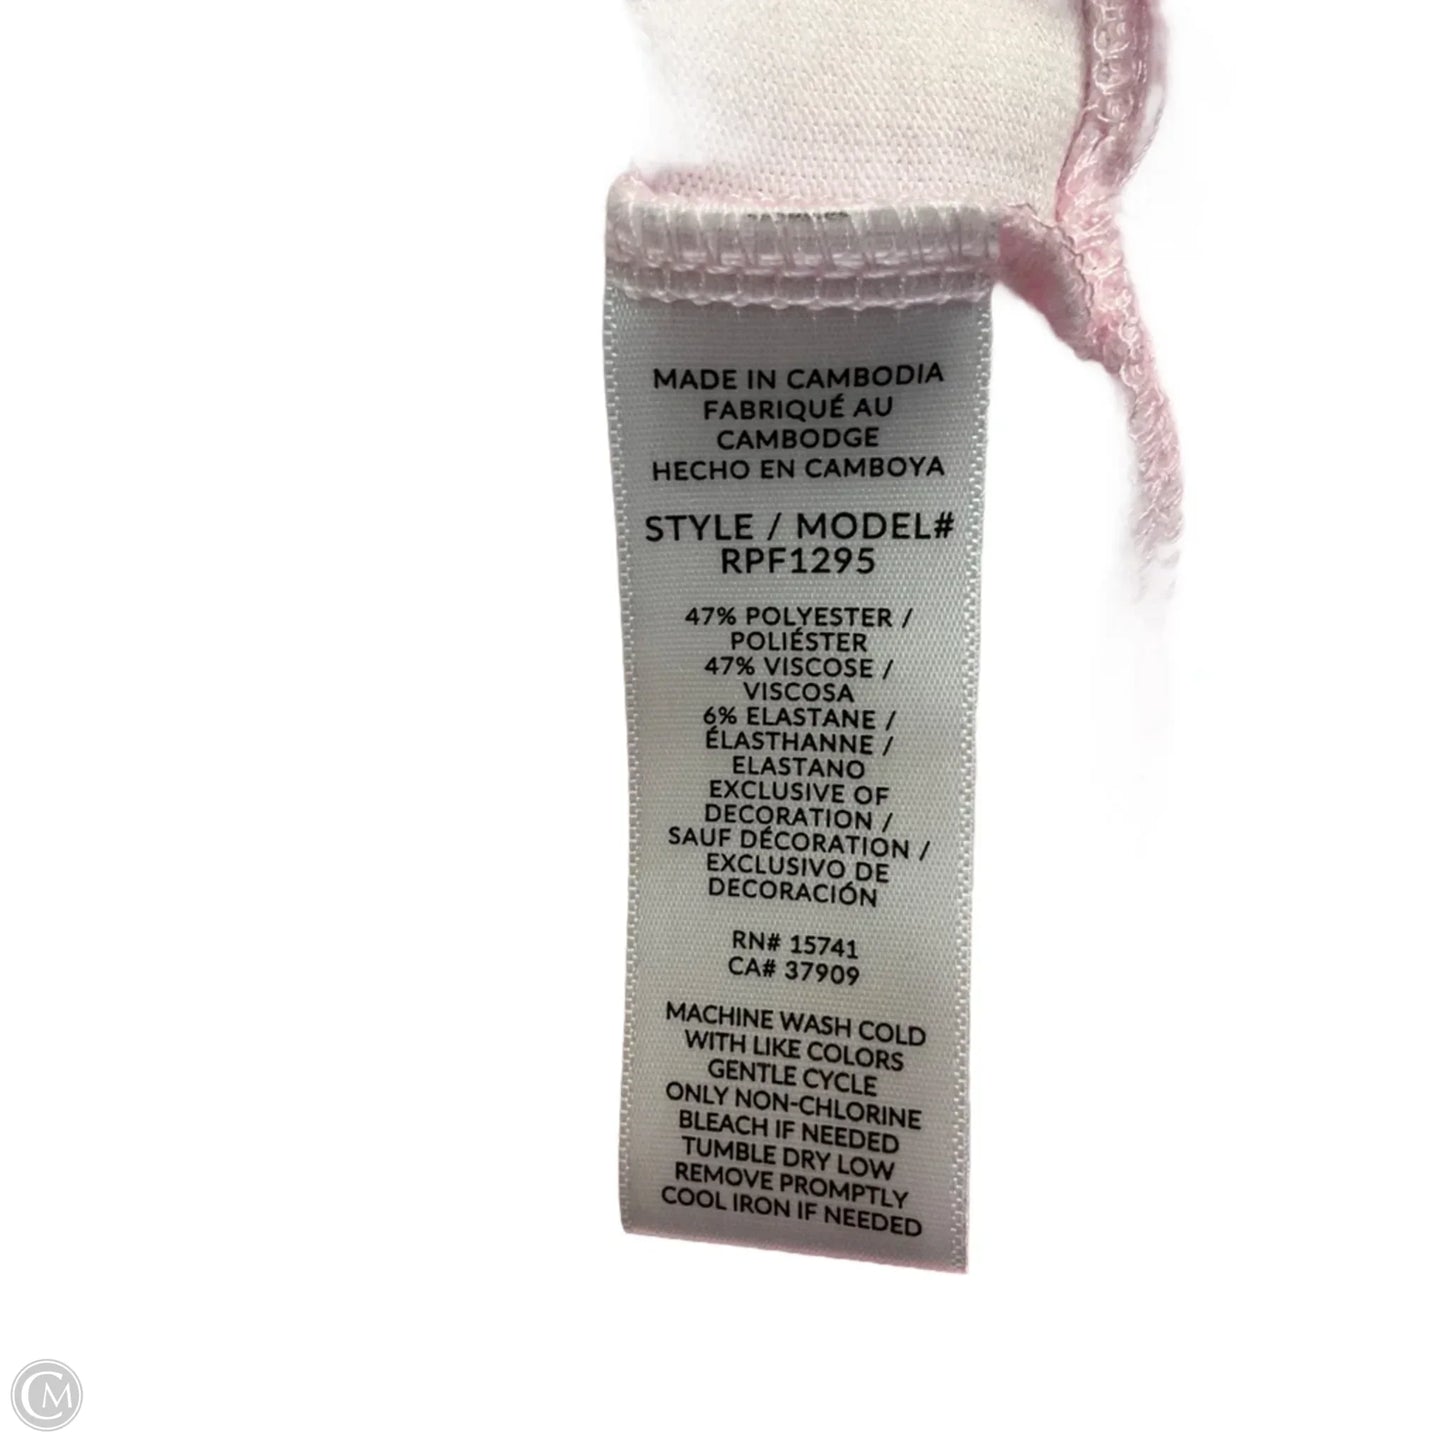 MADE IN CAMBODIA
FABRIQUÉ AU
CAMBODGE
HECHO EN CAMBOYA
STYLE / MODEL#
RPF1295
47% POLYESTER /
POLIÉSTER
47% VISCOSE /
VISCOSA
6% ELASTANE /
ÉLASTHANNE /
ELASTANO
EXCLUSIVE OF
DECORATION /
SAUF DÉCORATION /
EXCLUSIVO DE
DECORACIÓN
RN# 15741
CA# 37909
MACHINE WASH COLD
WITH LIKE COLORS
GENTLE CYCLE
ONLY NON-CHLORINE
BLEACH IF NEEDED
TUMBLE DRY LOW
REMOVE PROMPTLY
COOL IRON IF NEEDED
CM